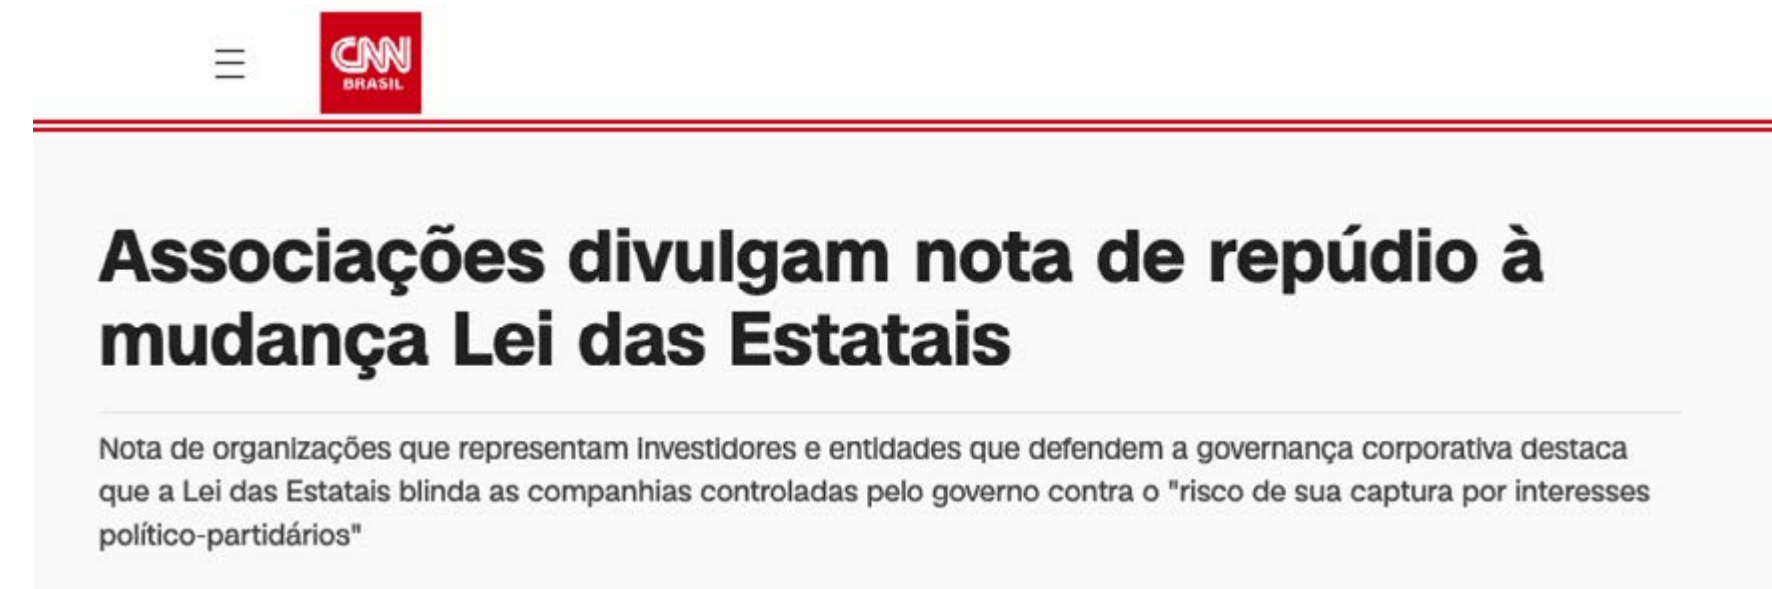 CNN
BRASIL
Associações divulgam nota de repúdio à
mudança Lei das Estatais
Nota de organizações que representam investidores e entidades que defendem a governança corporativa destaca
que a Lei das Estatais blinda as companhias controladas pelo governo contra o "risco de sua captura por interesses
político-partidários"